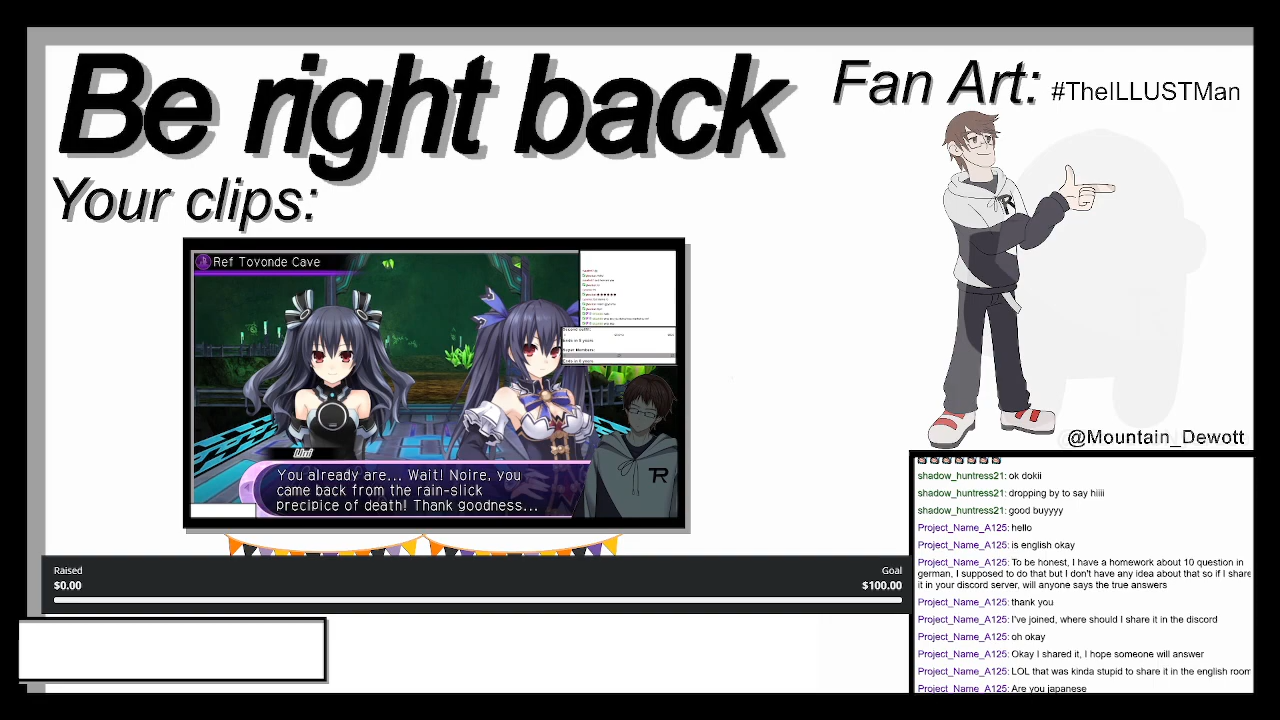 Be right back
Fan Art: #TheILLUSTMan
Your clips:
Ref Tovonde Cave
Uni
You already are... Wait! Noire, you
came back from the rain-slick
precipice of death! Thank goodness...
R
R
@Mountain_Dewott
Raised
Goal
$0.00
$100.00
shadow_huntress21: ok dokii
shadow_huntress21: dropping by to say hiiii
shadow_huntress21: good buyyyy
Project_Name_A125: hello
Project_Name_A125: is english okay
Project_Name_A125: To be honest, I have a homework about 10 question in
german, I supposed to do that but I don't have any idea about that so if I share
it in your discord server, will anyone says the true answers
Project_Name_A125: thank you
Project_Name_A125: I've joined, where should I share it in the discord
Project_Name_A125: oh okay
Project_Name_A125: Okay I shared it, I hope someone will answer
Project_Name_A125: LOL that was kinda stupid to share it in the english room
Project_Name_A125: Are you japanese